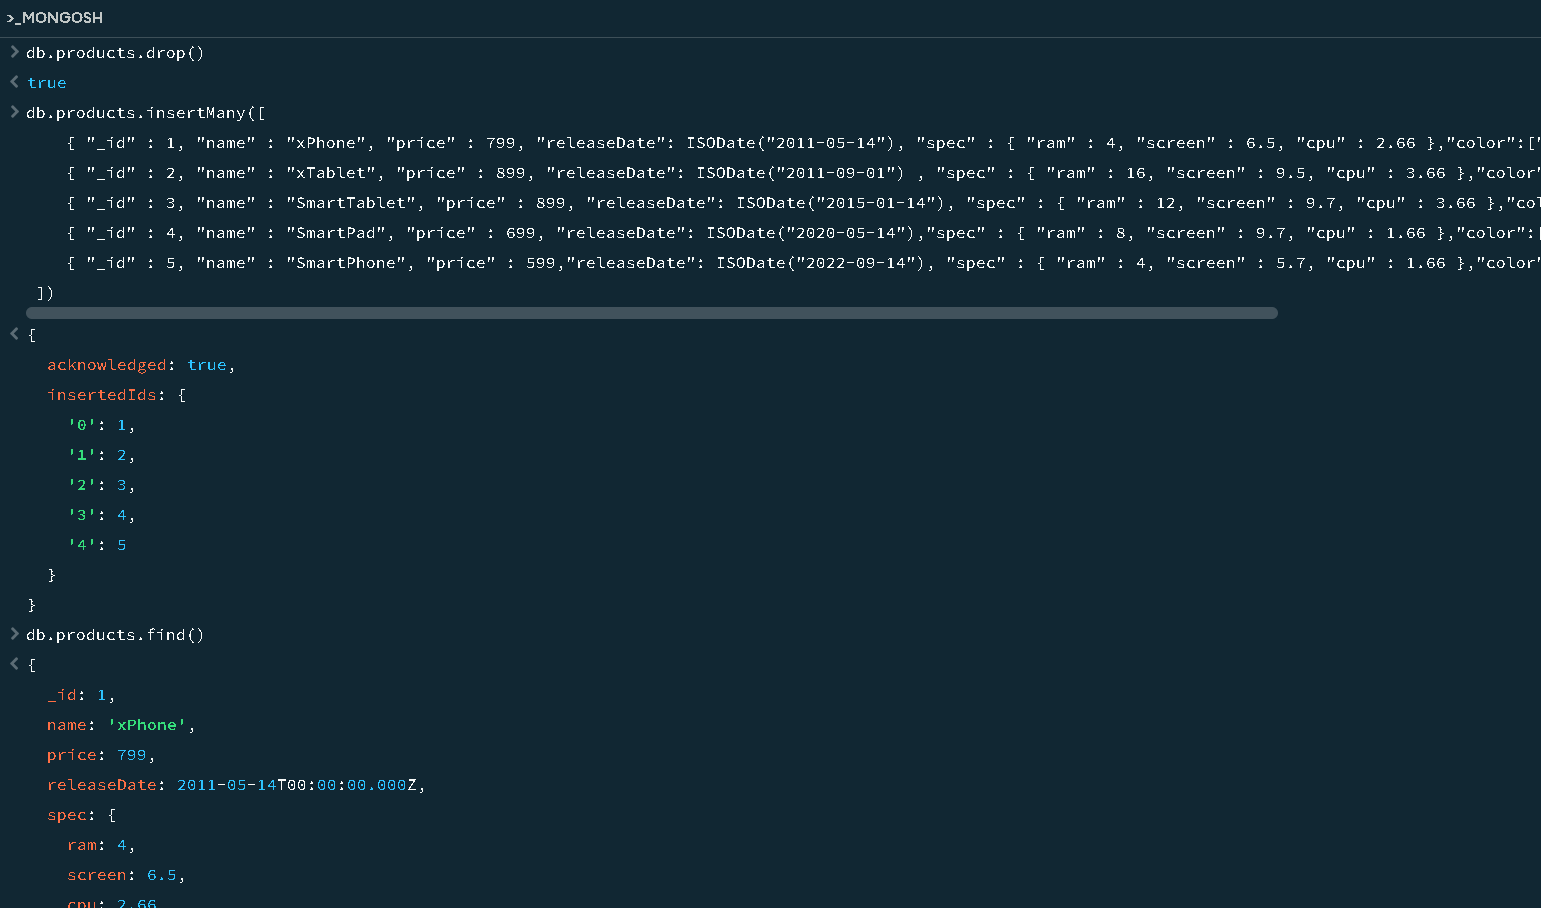 >_MONGOSH
> db.products.drop()
< true
> db.products.insertMany([
{ "_id" : 1, "name" : "xPhone", "price" : 799, "releaseDate": ISODate("2011-05-14"), "spec" : { "ram" : 4, "screen" : 6.5, "cpu" : 2.66 },"color":["
{ "_id" : 2, "name" : "xTablet", "price" : 899, "releaseDate": ISODate("2011-09-01") , "spec" : { "ram" : 16, "screen" : 9.5, "cpu" : 3.66 },"color"
{ "_id" : 3, "name" : "SmartTablet", "price" : 899, "releaseDate": ISODate("2015-01-14"), "spec" : { "ram" : 12, "screen" : 9.7, "cpu" : 3.66 },"col
{ "_id" : 4, "name" : "SmartPad", "price" : 699, "releaseDate": ISODate("2020-05-14"),"spec" : { "ram" : 8, "screen" : 9.7, "cpu" : 1.66 },"color":[
{ "_id" : 5, "name" : "SmartPhone", "price" : 599,"releaseDate": ISODate("2022-09-14"), "spec" : { "ram" : 4, "screen" : 5.7, "cpu" : 1.66 },"color"
])
< {
acknowledged: true,
insertedIds: {
'0': 1,
'1': 2,
'2': 3,
'3': 4,
'4': 5
}
}
> db.products.find()
< {
_id: 1,
name: 'xPhone',
price: 799,
releaseDate: 2011-05-14T00:00:00.000Z,
spec: {
ram: 4,
screen: 6.5,
cpu: 2.66